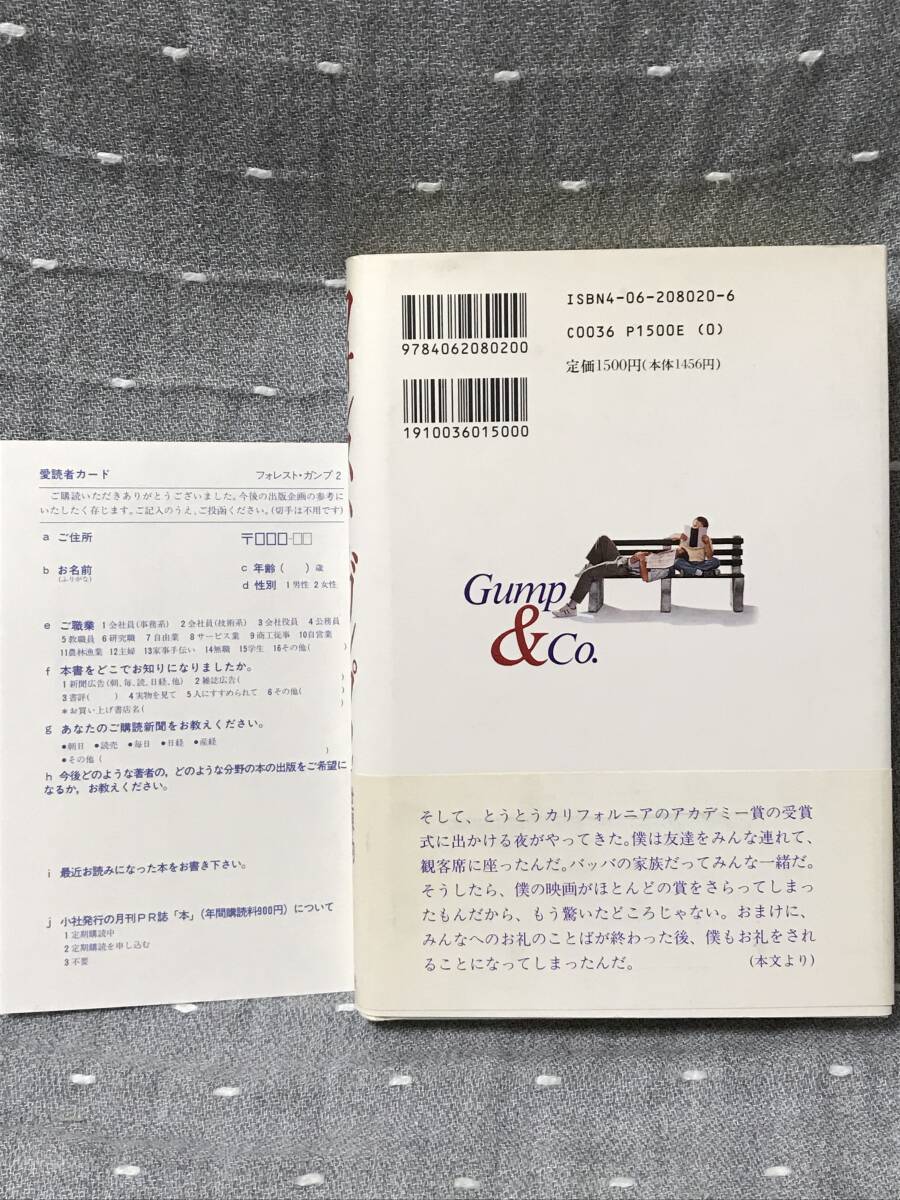 愛読者カード フォレスト・ガンプ2
ご購読いただきありがとうございました。今後の出版企画の参考に
いたしたく存じます。ご記入のうえ、ご投函ください。(切手は不用です)
a ご住所 〒□□□-□□
b お名前 c 年齢 ( ) 歳
(ふりがな) d 性別 1男性 2女性
e ご職業 1会社員(事務系) 2会社員(技術系) 3会社役員 4公務員
5教職員 6研究職 7自由業 8サービス業 9商工従事 10自営業
11農林漁業 12主婦 13家事手伝い 14無職 15学生 16その他( )
f 本書をどこでお知りになりましたか。
1新聞広告(朝、毎、読、日経、他) 2雑誌広告( )
3書評( ) 4実物を見て 5人にすすめられて 6その他( )
*お買い上げ書店名( )
g あなたのご購読新聞をお教えください。
●朝日 ●読売 ●毎日 ●日経 ●産経
●その他 ( )
h 今後どのような著者の，どのような分野の本の出版をご希望に
なるか，お教えください。
i 最近お読みになった本をお書き下さい。
j 小社発行の月刊PR誌「本」(年間購読料900円)について
1 定期購読中
2 定期購読を申し込む
3 不要
9784062080200
1910036015000
ISBN4-06-208020-6
C0036 P1500E (0)
定価1500円(本体1456円)
Gump
&Co.
そして、とうとうカリフォルニアのアカデミー賞の受賞
式に出かける夜がやってきた。僕は友達をみんな連れて、
観客席に座ったんだ。バッバの家族だってみんな一緒だ。
そうしたら、僕の映画がほとんどの賞をさらってしまっ
たもんだから、もう驚いたどころじゃない。おまけに、
みんなへのお礼のことばが終わった後、僕もお礼をされ
ることになってしまったんだ。 (本文より)